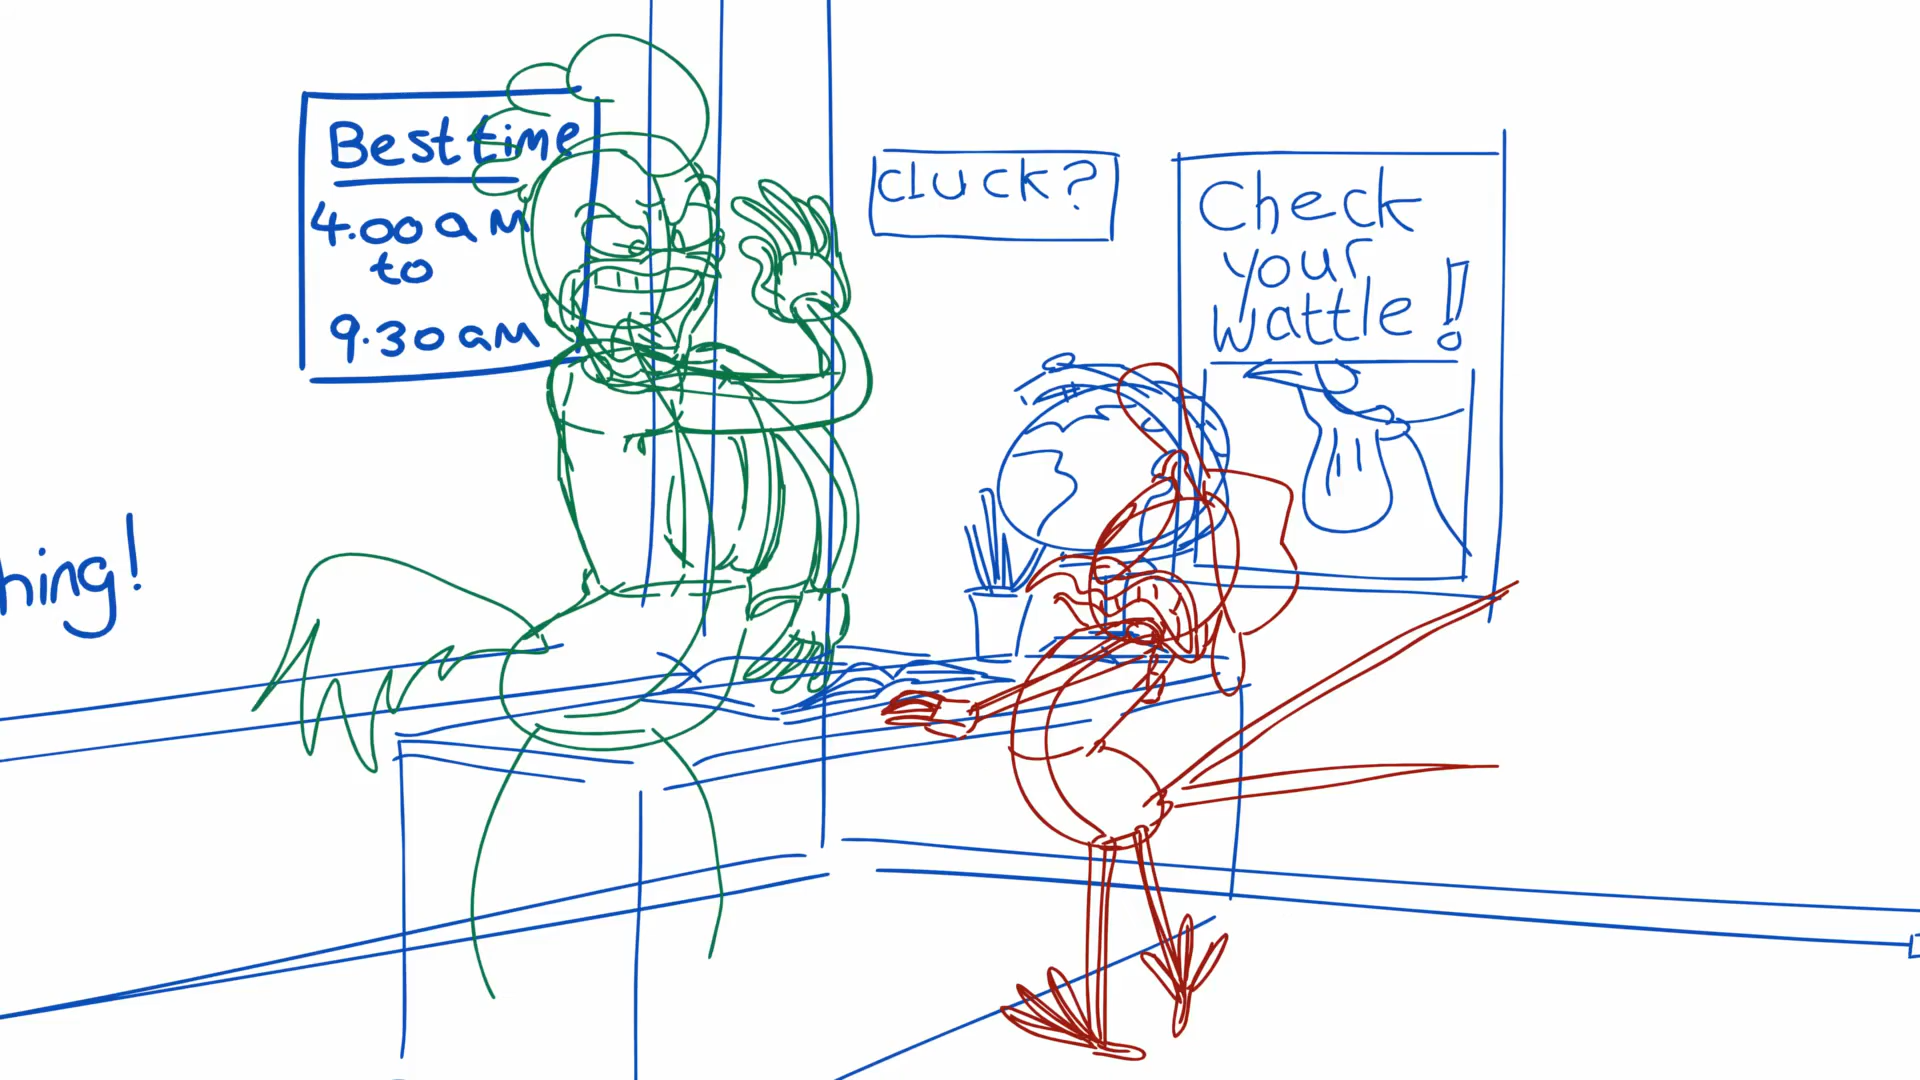 Best time
4.00 am
to
9.30 am
cluck?
Check
your
wattle!
hing!